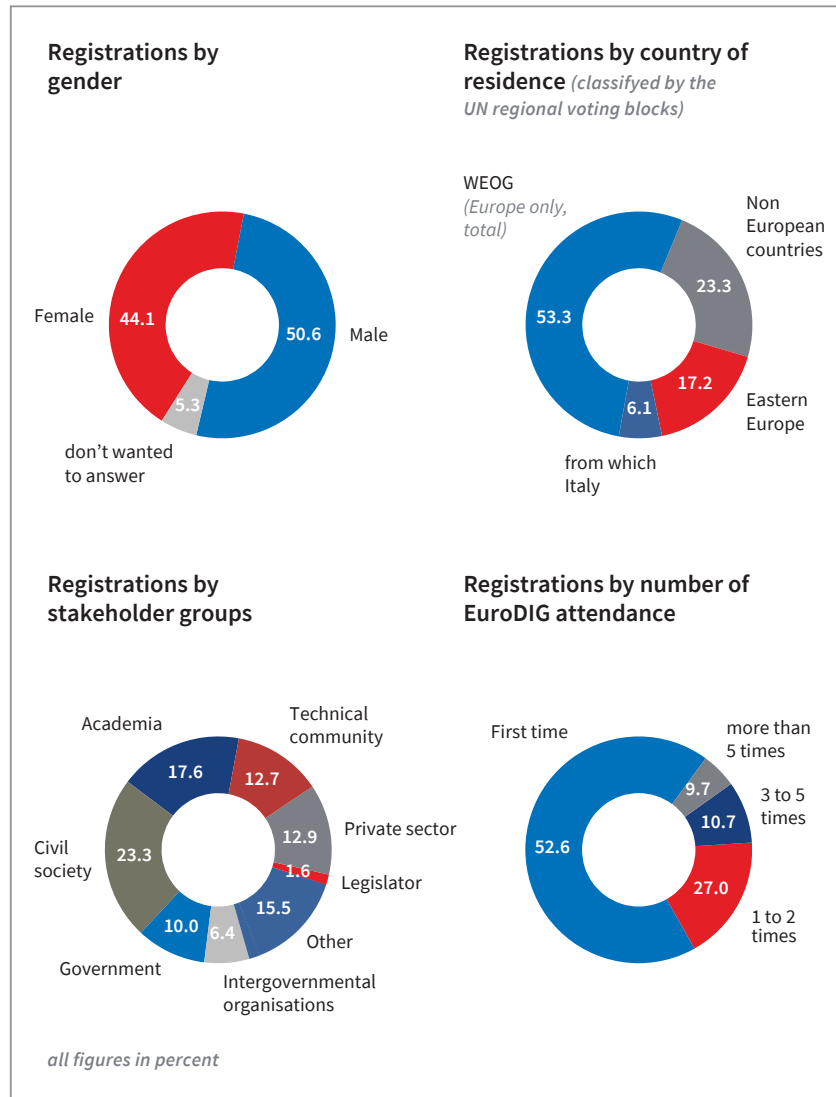 Registrations by
gender
Female
44.1
50.6
Male
5.3
don't wanted
to answer
Registrations by country of
residence (classifyed by the
UN regional voting blocks)
WEOG
(Europe only,
total)
Non
European
countries
53.3
23.3
17.2
6.1
Eastern
Europe
from which
Italy
Registrations by
stakeholder groups
Academia
Technical
community
17.6
12.7
Private sector
12.9
Civil
society
23.3
1.6
Legislator
15.5
Other
10.0
6.4
Government
Intergovernmental
organisations
Registrations by number of
EuroDIG attendance
First time
more than
5 times
9.7
3 to 5
times
10.7
52.6
27.0
1 to 2
times
all figures in percent